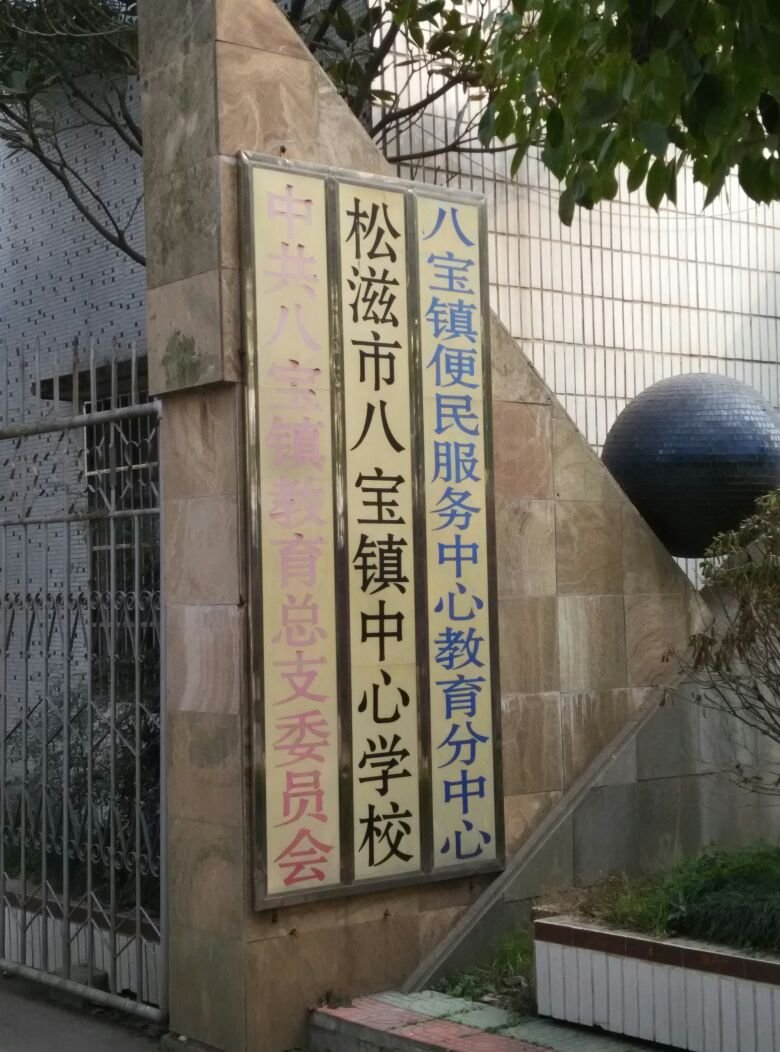 中共八宝镇教育总支委员会
松滋市八宝镇中心学校
八宝镇便民服务中心教育分中心